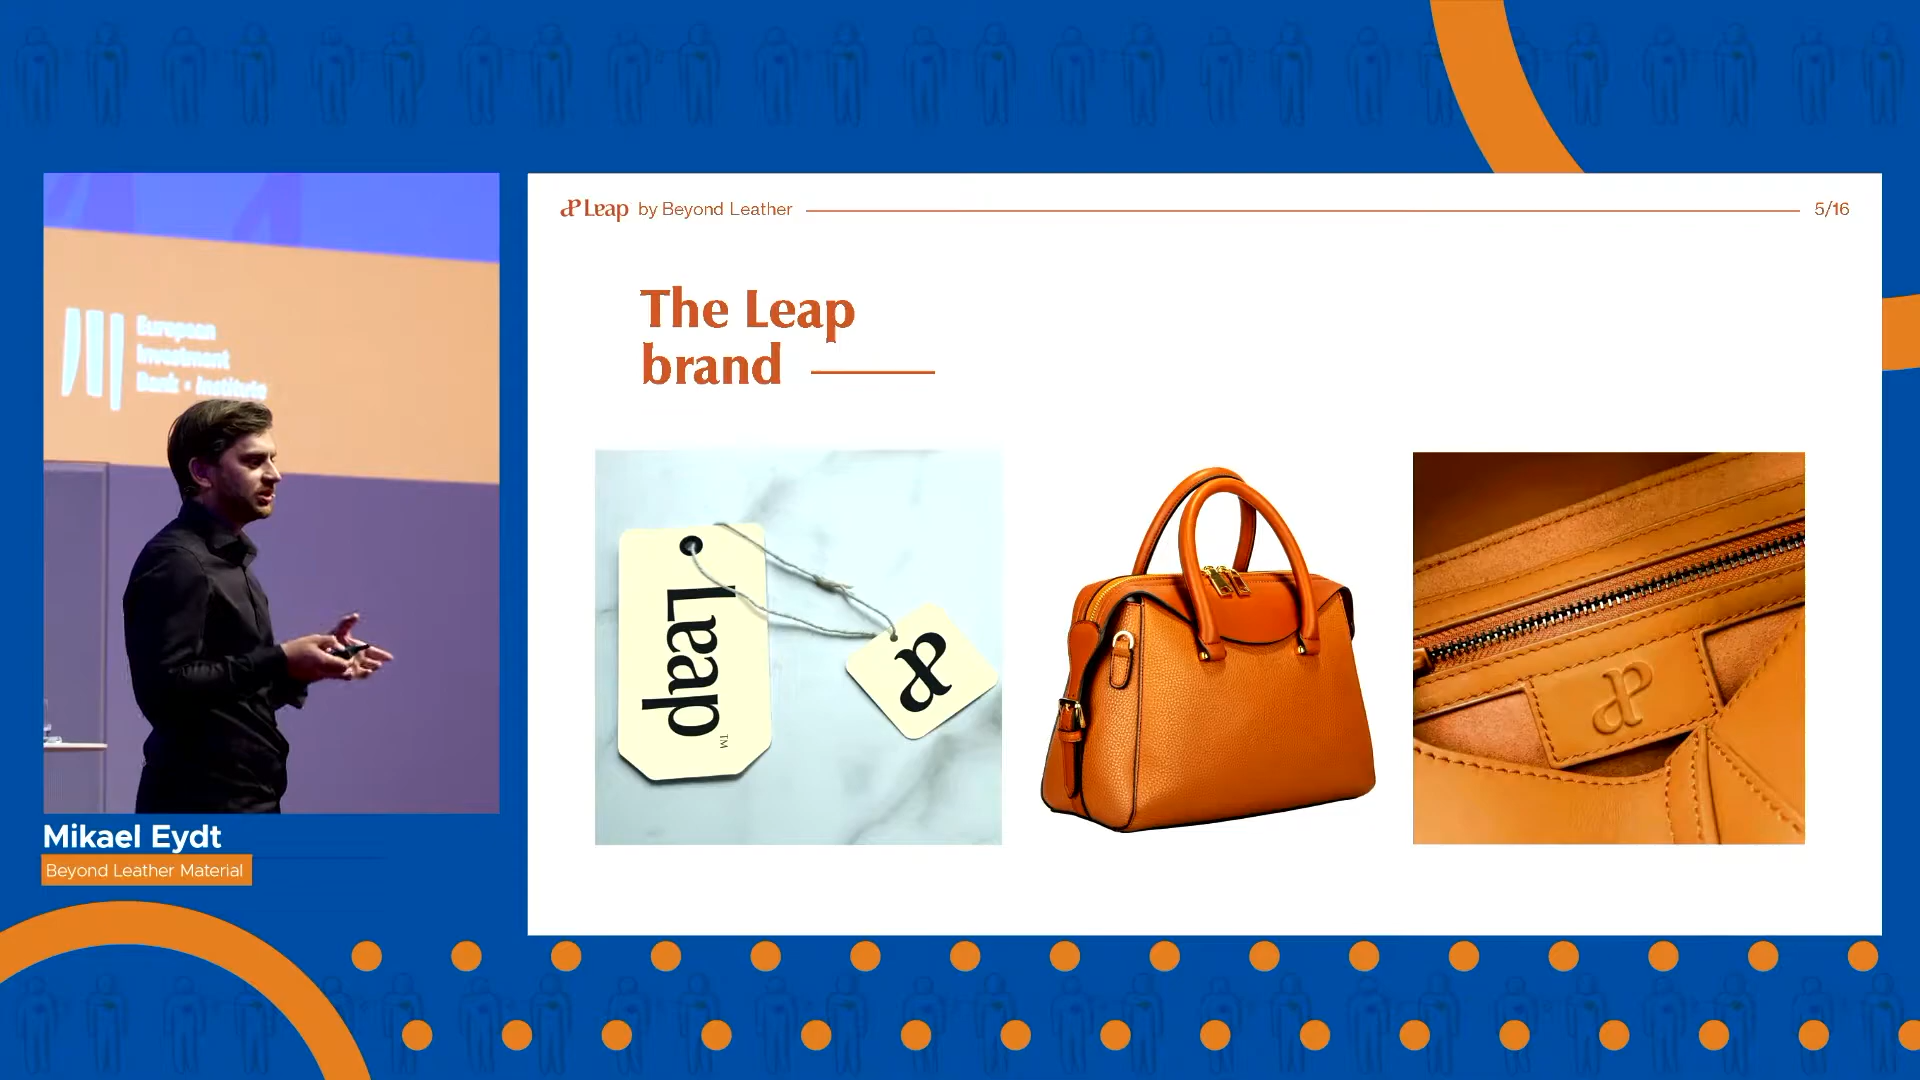 European
Investment
Bank • Institute
Mikael Eydt
Beyond Leather Material
Leap by Beyond Leather
5/16
The Leap
brand
Leap
TM